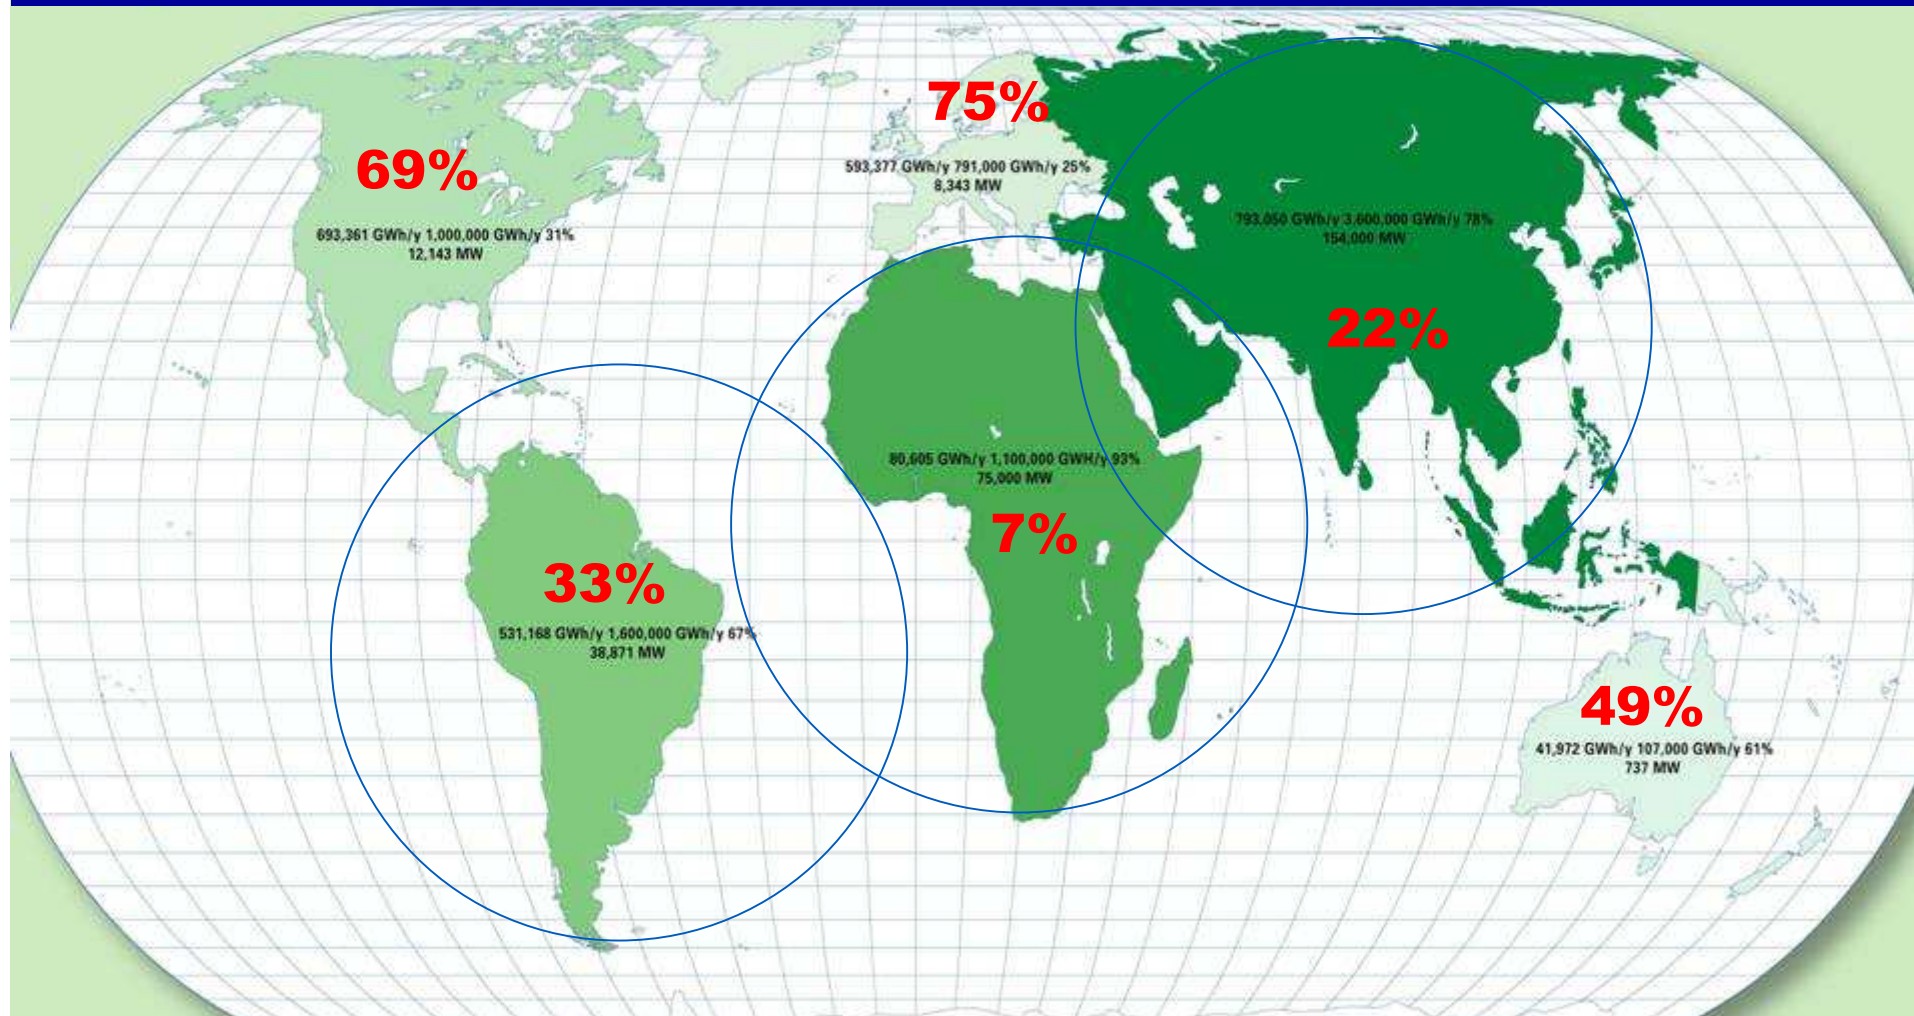 75%
593,377 GWh/y 791,000 GWh/y 25%
8,343 MW
69%
693,361 GWh/y 1,000,000 GWh/y 31%
12,143 MW
793,050 GWh/y 3,600,000 GWh/y 78%
154,000 MW
22%
80,605 GWh/y 1,100,000 GWH/y 93%
75,000 MW
7%
33%
531,168 GWh/y 1,600,000 GWh/y 67%
38,871 MW
49%
41,972 GWh/y 107,000 GWh/y 61%
737 MW